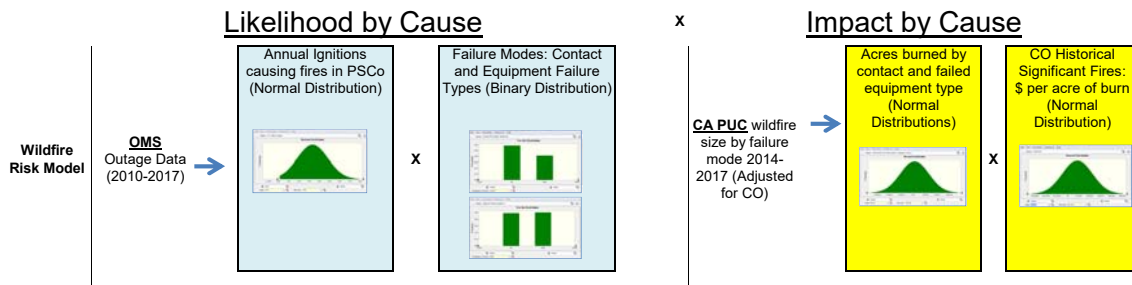 Likelihood by Cause
x
Impact by Cause
Wildfire
Risk Model
OMS
Outage Data
(2010-2017)
Annual Ignitions
causing fires in PSCo
(Normal Distribution)
x
Failure Modes: Contact
and Equipment Failure
Types (Binary Distribution)
CA PUC wildfire
size by failure
mode 2014-
2017 (Adjusted
for CO)
Acres burned by
contact and failed
equipment type
(Normal
Distributions)
x
CO Historical
Significant Fires:
$ per acre of burn
(Normal
Distribution)